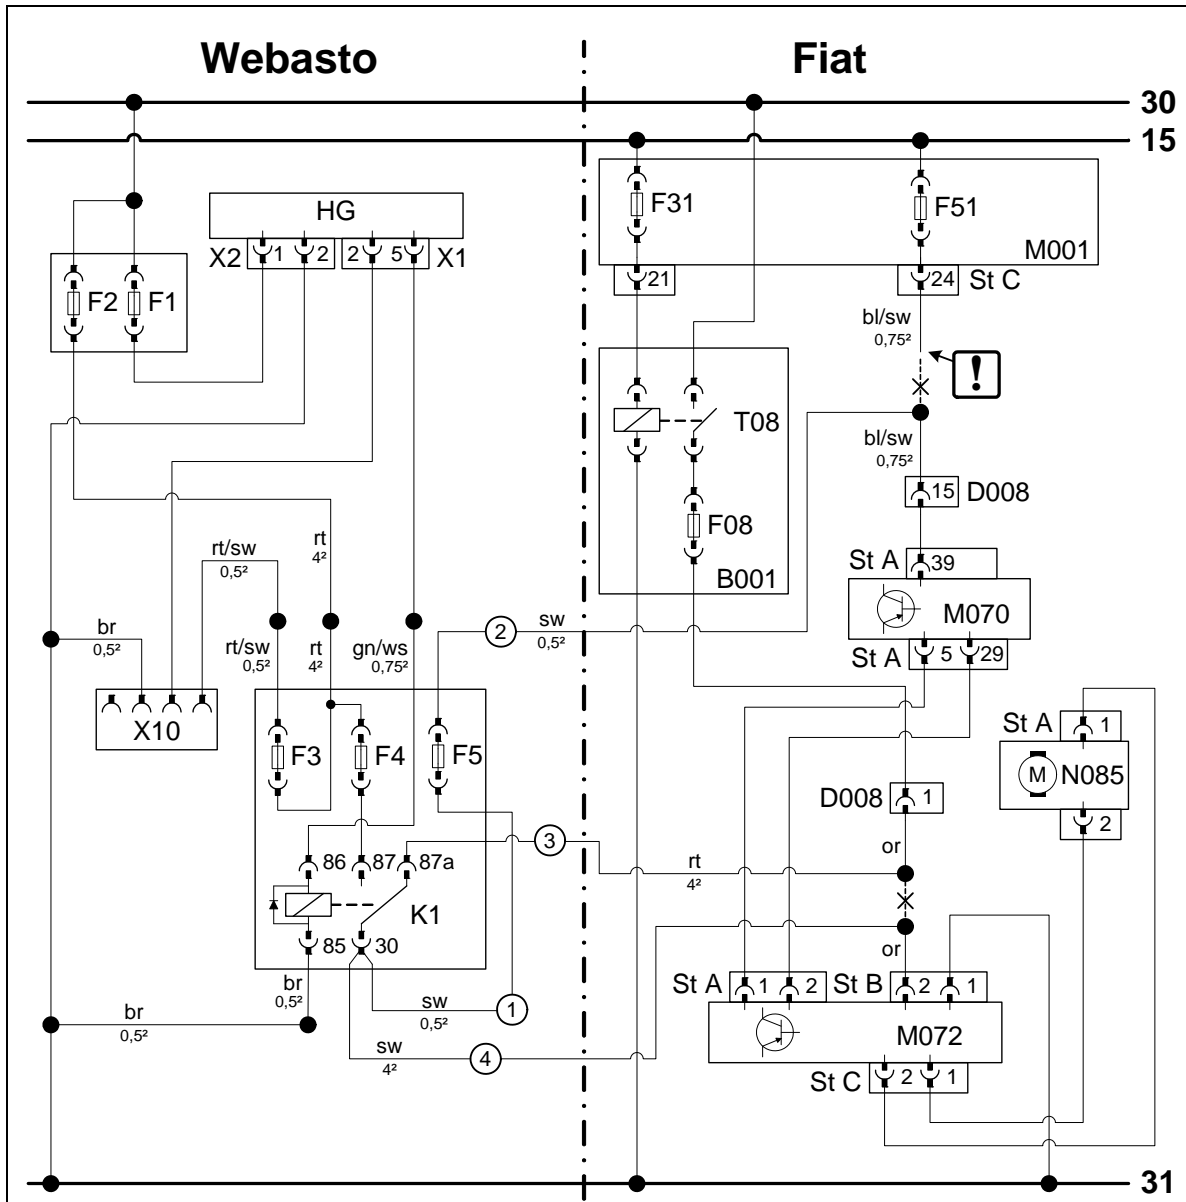 Webasto Fiat
30
15
HG
F31
F51
M001
X2 1 2 2 5 X1
21
24 St C
F2 F1
bl/sw
0,75²
!
T08
bl/sw
0,75²
15 D008
F08
B001
rt/sw
0,5²
rt
4²
St A 39
M070
St A 5 29
br
0,5²
rt/sw
0,5²
rt
4²
gn/ws
0,75²
2
sw
0,5²
X10
F3 F4 F5
St A 1
M N085
2
D008 1
or
3
rt
4²
86 87 87a
K1
85 30
or
br
0,5²
sw
0,5²
1
St A 1 2 St B 2 1
br
0,5²
sw
4²
4
M072
St C 2 1
31